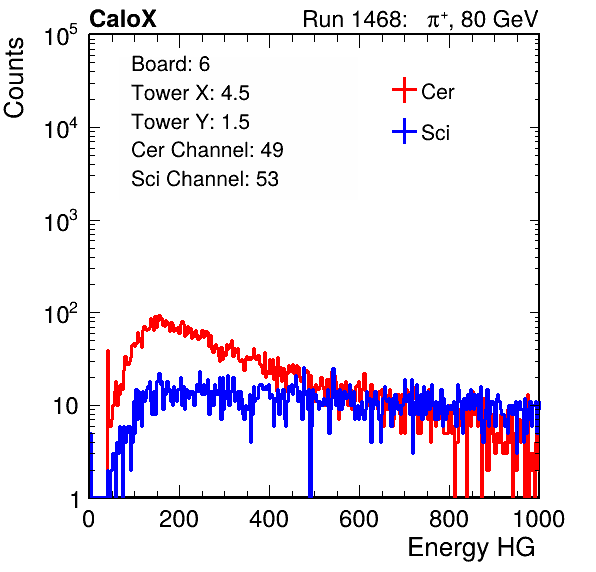 CaloX Run 1468: π⁺, 80 GeV
Counts
Board: 6
Tower X: 4.5
Tower Y: 1.5
Cer Channel: 49
Sci Channel: 53
Cer
Sci
10⁵
10⁴
10³
10²
10
1
0 200 400 600 800 1000
Energy HG